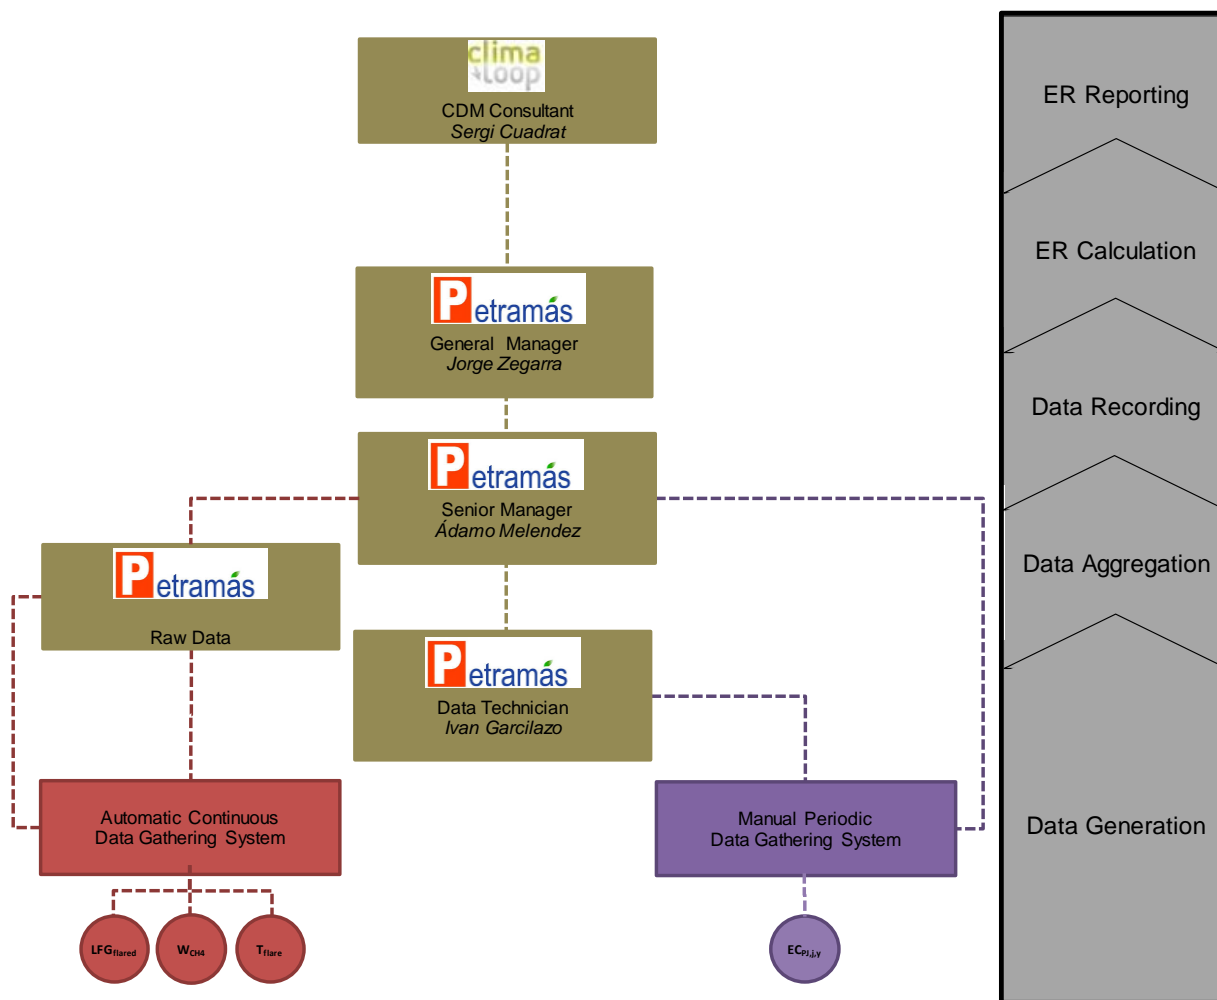 clima
LOOP
CDM Consultant
Sergi Cuadrat
Petramás
General Manager
Jorge Zegarra
Petramás
Senior Manager
Ádamo Melendez
Petramás
Raw Data
Petramás
Data Technician
Ivan Garcilazo
Automatic Continuous
Data Gathering System
Manual Periodic
Data Gathering System
LFGflared
WCH4
Tflare
ECPJ,j,y
ER Reporting
ER Calculation
Data Recording
Data Aggregation
Data Generation